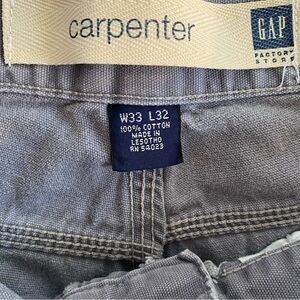 carpenter
GAP
FACTORY
STORE
W33 L32
100% COTTON
MADE IN
LESOTHO
RN 54023